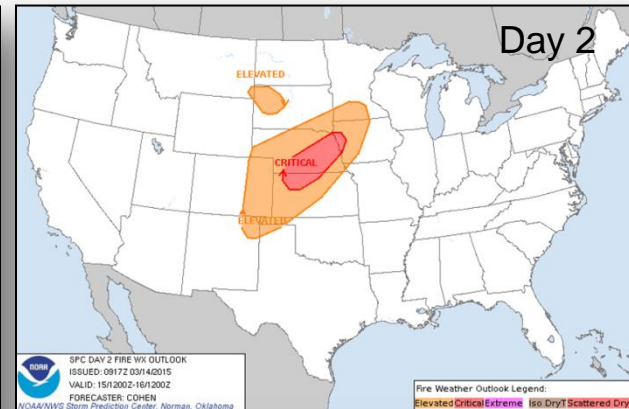 Day 2
ELEVATED
CRITICAL
ELEVATED
NOAA
SPC DAY 2 FIRE WX OUTLOOK
ISSUED: 0917Z 03/14/2015
VALID: 15/1200Z-16/1200Z
FORECASTER: COHEN
NOAA/NWS Storm Prediction Center, Norman, Oklahoma
Fire Weather Outlook Legend:
Elevated Critical Extreme Iso DryT Scattered Dry